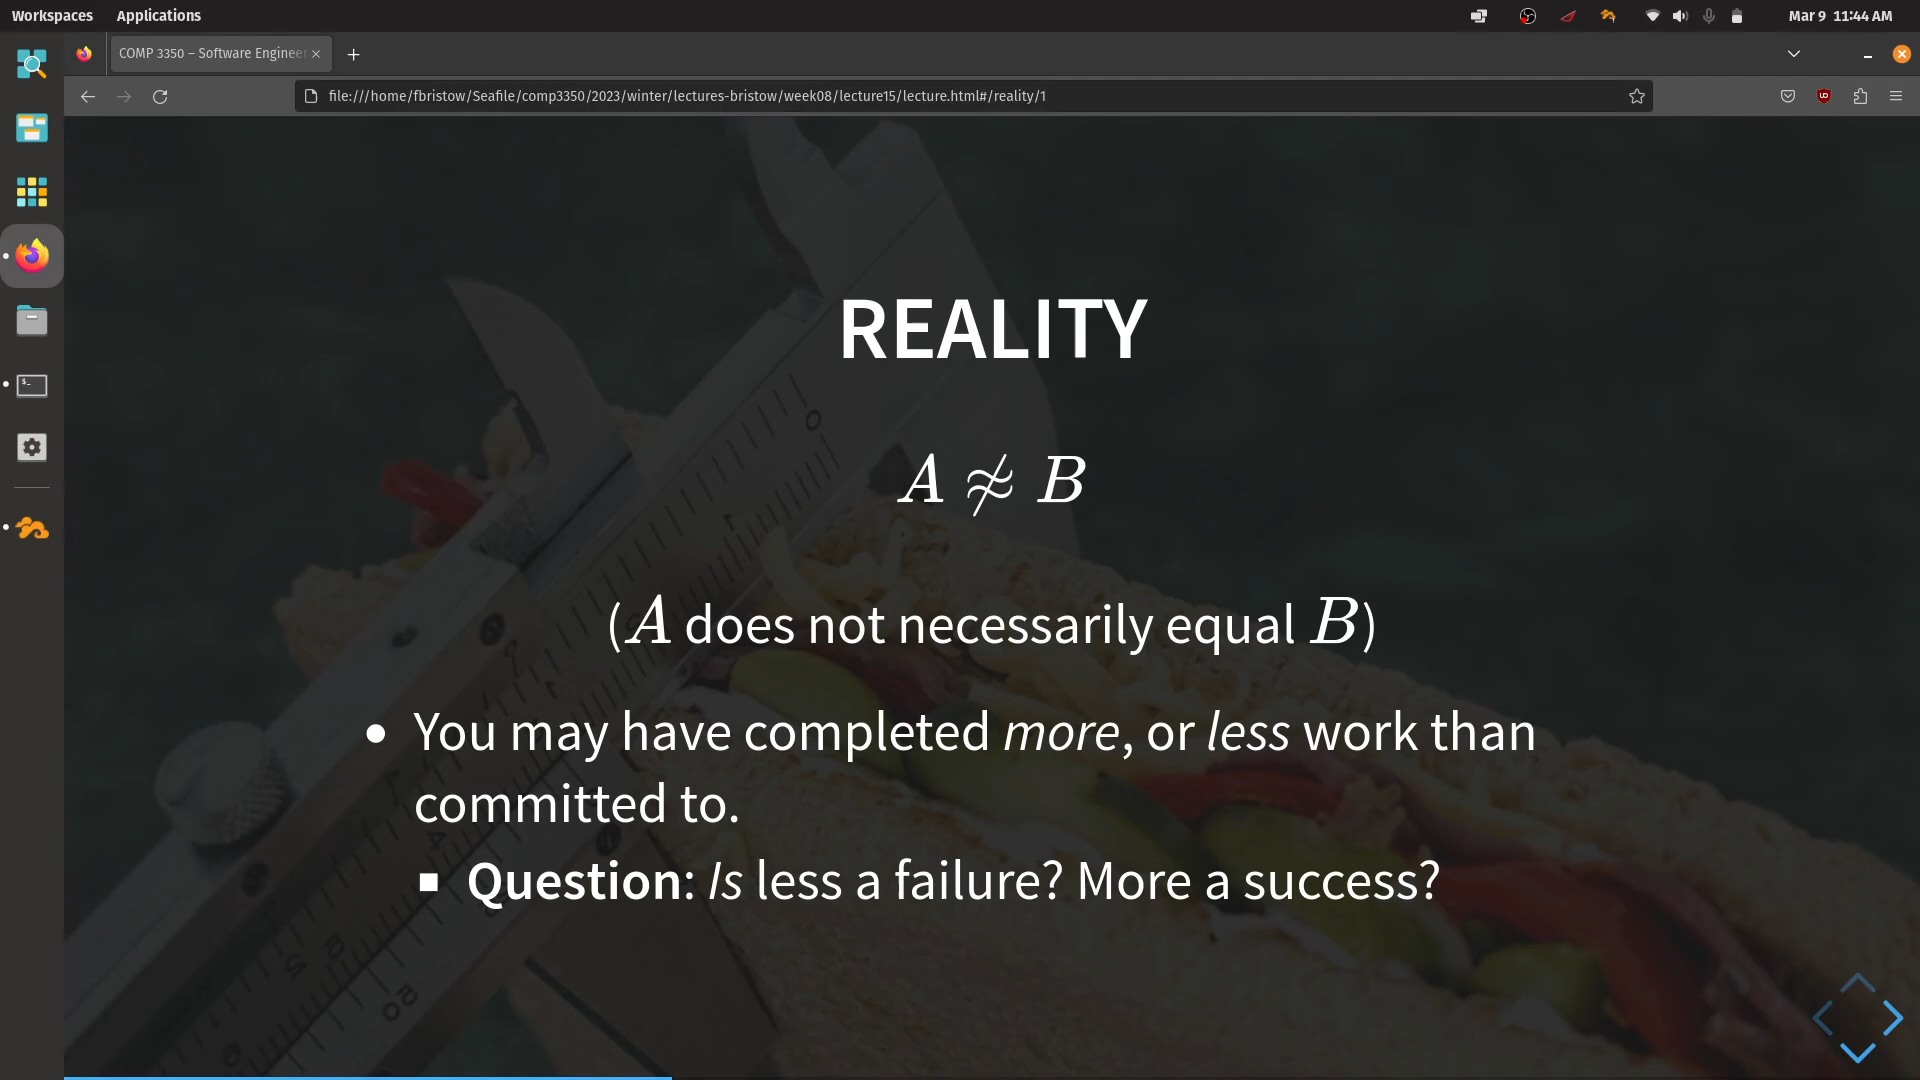 Workspaces Applications Mar 9 11:44 AM
COMP 3350 – Software Engineer
file:///home/fbristow/Seafile/comp3350/2023/winter/lectures-bristow/week08/lecture15/lecture.html#/reality/1
REALITY
A ≉ B
(A does not necessarily equal B)
• You may have completed more, or less work than
committed to.
▪ Question: Is less a failure? More a success?